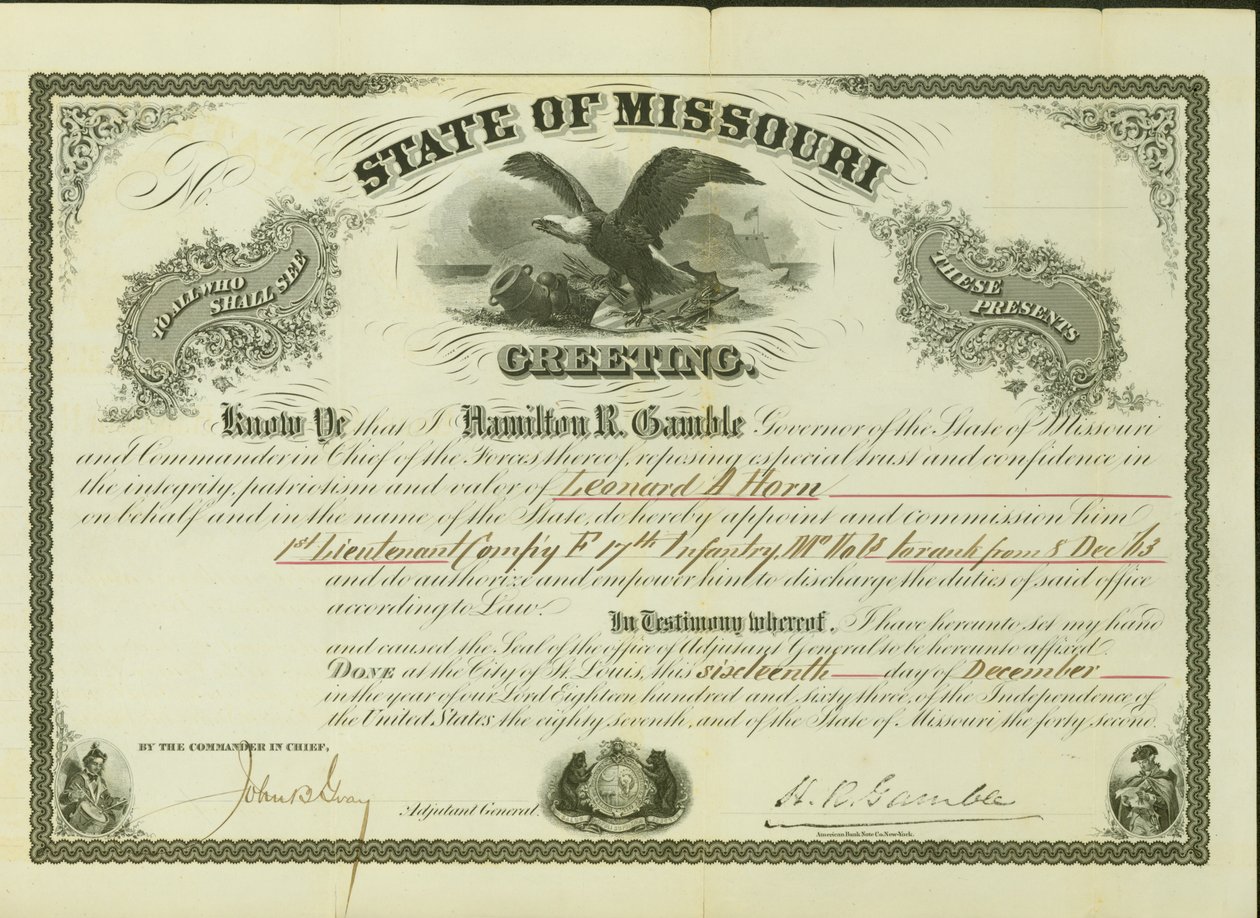 STATE OF MISSOURI
No.
TO ALL WHO
SHALL SEE
THESE
PRESENTS
GREETING.
Know Ye that I Hamilton R. Gamble Governor of the State of Missouri
and Commander in Chief of the Forces thereof, reposing especial trust and confidence in
the integrity, patriotism and valor of Leonard A Horn
on behalf and in the name of the State, do hereby appoint and commission him
1st Lieutenant Comp'y F 17th Infantry Mo Vols to rank from 8 Dec 63
and do authorize and empower him to discharge the duties of said office
according to Law.
In Testimony whereof, I have hereunto set my hand
and caused the Seal of the office of Adjutant General to be hereunto affixed.
DONE at the City of St. Louis, this sixteenth day of December
in the year of our Lord Eighteen hundred and sixty three, of the Independence of
the United States the eighty seventh, and of the State of Missouri the forty second.
BY THE COMMANDER IN CHIEF,
John B Gray
Adjutant General.
H. R. Gamble
American Bank Note Co. New-York.